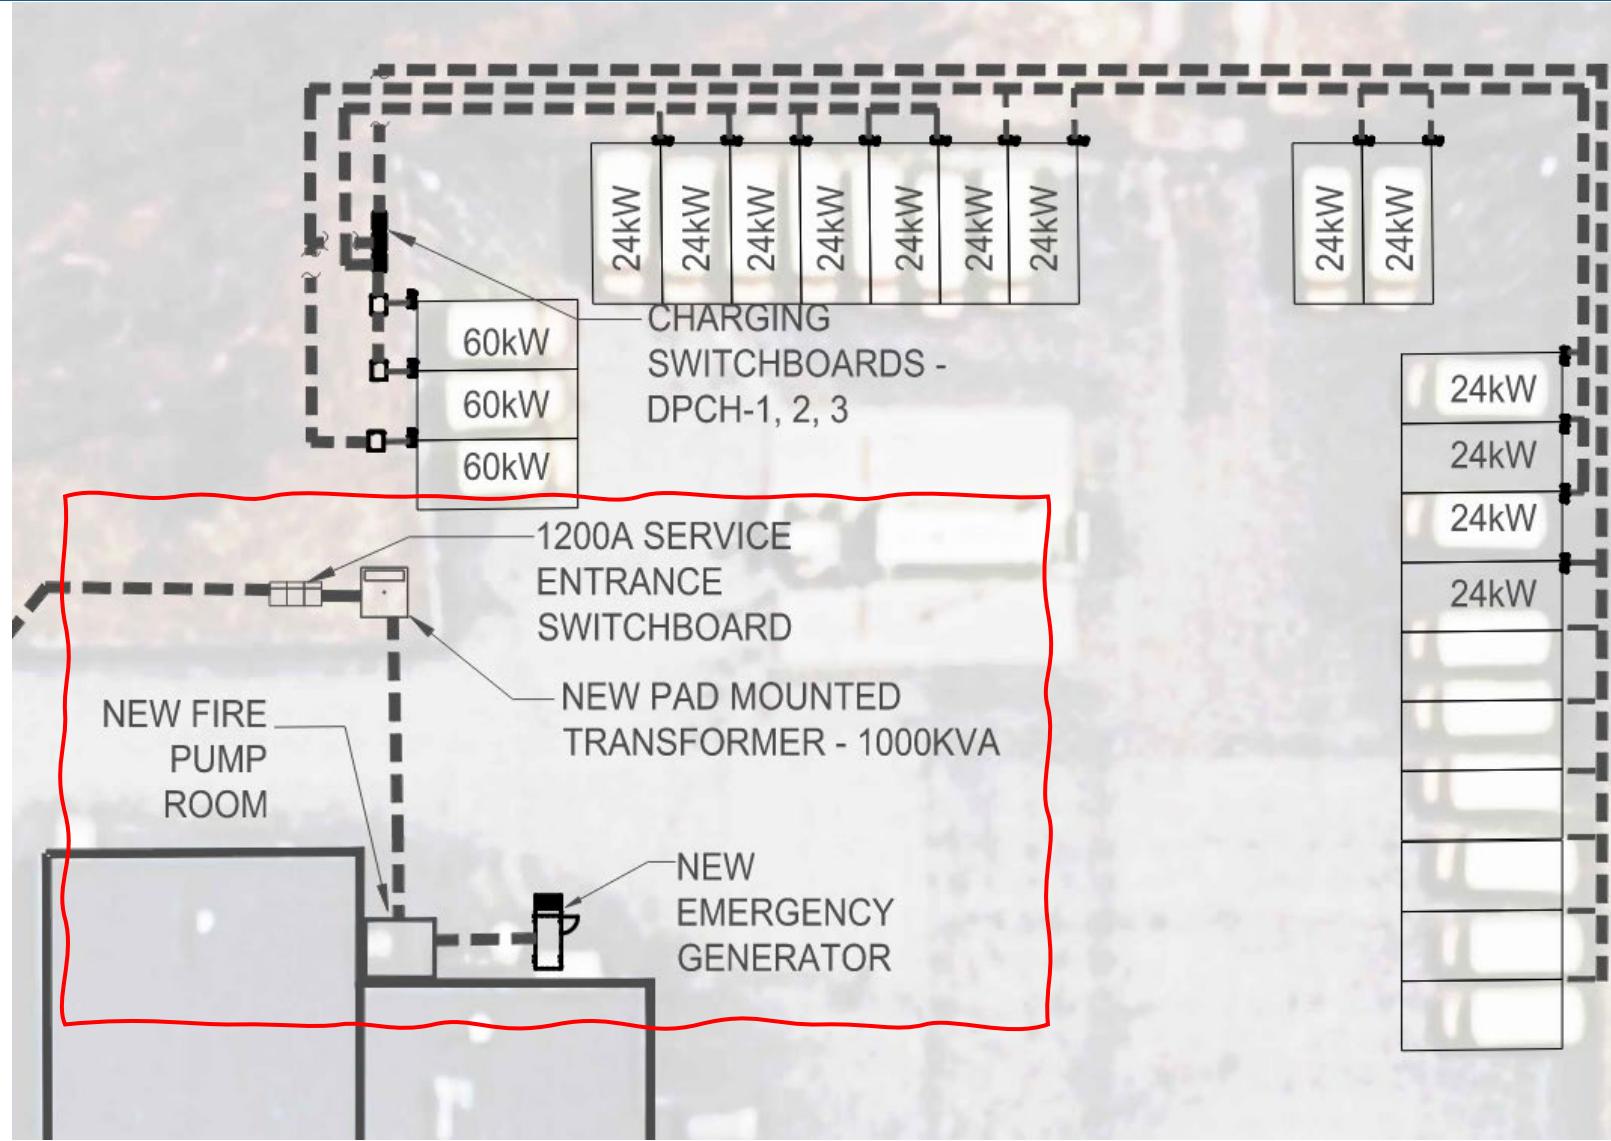 24kW
24kW
24kW
24kW
24kW
24kW
24kW
24kW
24kW
60kW
60kW
60kW
CHARGING
SWITCHBOARDS -
DPCH-1, 2, 3
24kW
24kW
24kW
24kW
1200A SERVICE
ENTRANCE
SWITCHBOARD
NEW PAD MOUNTED
TRANSFORMER - 1000KVA
NEW FIRE
PUMP
ROOM
NEW
EMERGENCY
GENERATOR